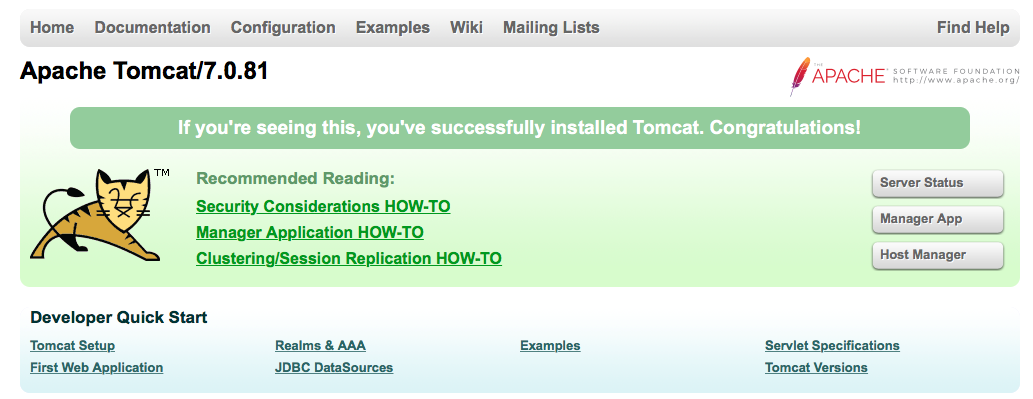 Home Documentation Configuration Examples Wiki Mailing Lists Find Help
Apache Tomcat/7.0.81
THE APACHE® SOFTWARE FOUNDATION
http://www.apache.org/
If you're seeing this, you've successfully installed Tomcat. Congratulations!
TM
Recommended Reading:
Security Considerations HOW-TO
Manager Application HOW-TO
Clustering/Session Replication HOW-TO
Server Status
Manager App
Host Manager
Developer Quick Start
Tomcat Setup Realms & AAA Examples Servlet Specifications
First Web Application JDBC DataSources Tomcat Versions